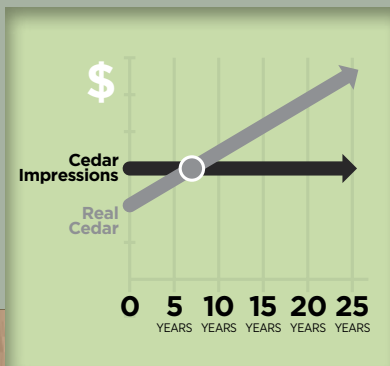 $
Cedar
Impressions
Real
Cedar
0 5 10 15 20 25
YEARS YEARS YEARS YEARS YEARS